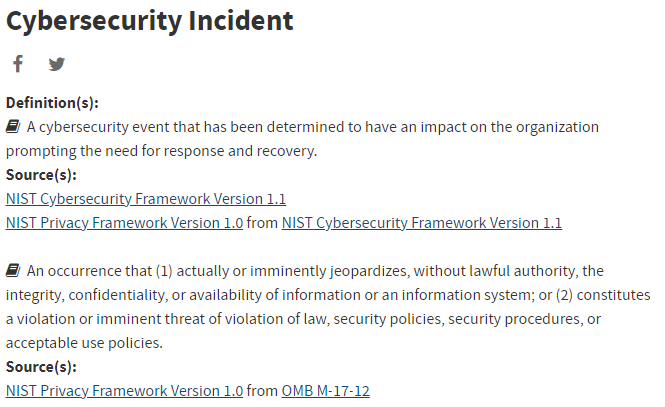 Cybersecurity Incident
Definition(s):
A cybersecurity event that has been determined to have an impact on the organization
prompting the need for response and recovery.
Source(s):
NIST Cybersecurity Framework Version 1.1
NIST Privacy Framework Version 1.0 from NIST Cybersecurity Framework Version 1.1
An occurrence that (1) actually or imminently jeopardizes, without lawful authority, the
integrity, confidentiality, or availability of information or an information system; or (2) constitutes
a violation or imminent threat of violation of law, security policies, security procedures, or
acceptable use policies.
Source(s):
NIST Privacy Framework Version 1.0 from OMB M-17-12